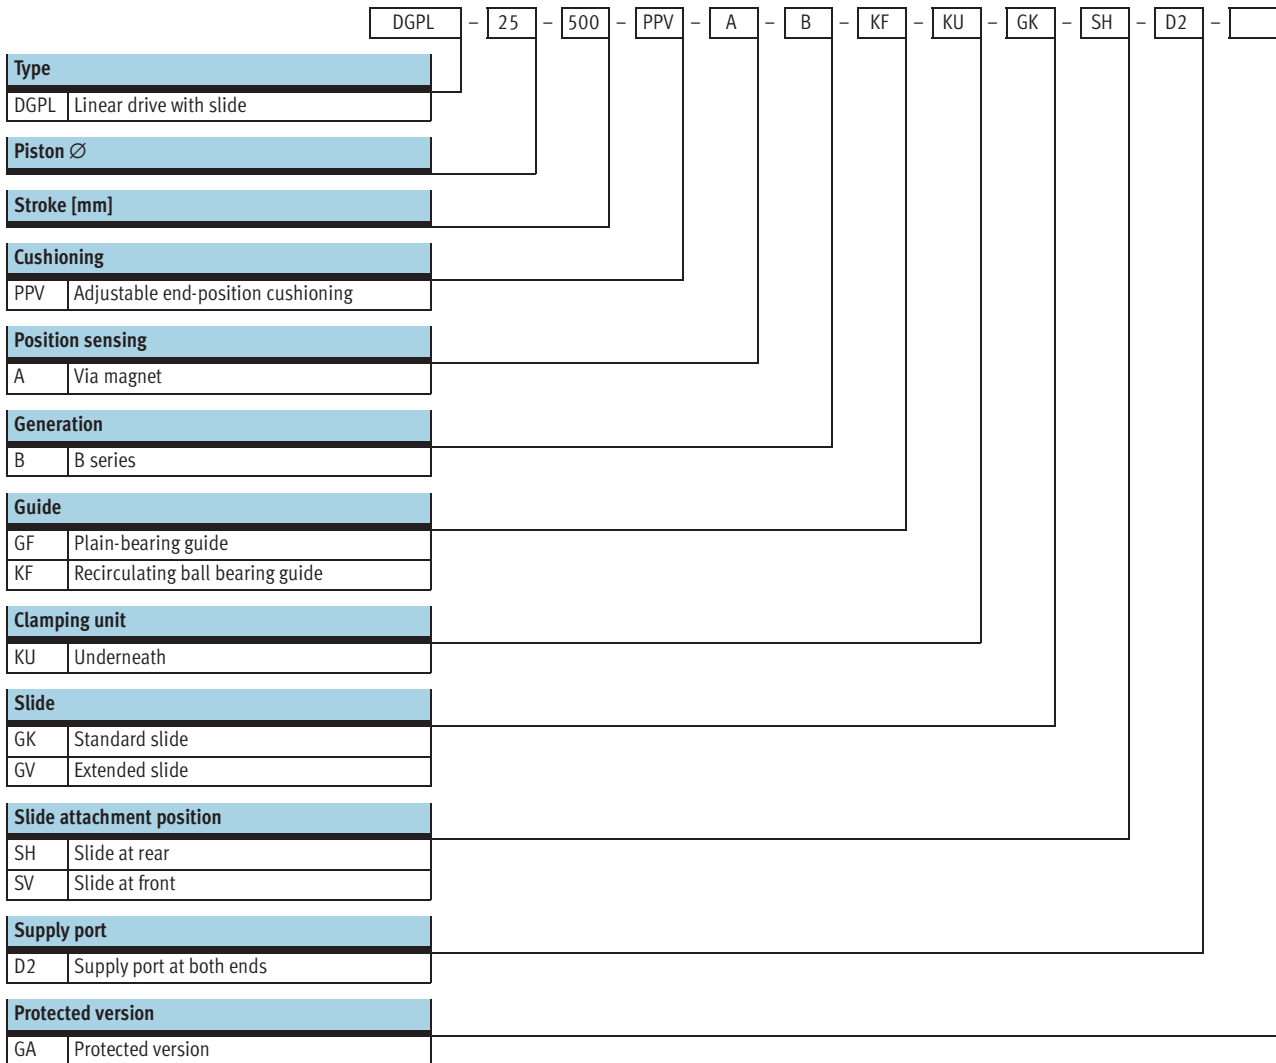 DGPL – 25 – 500 – PPV – A – B – KF – KU – GK – SH – D2 –
Type
DGPL Linear drive with slide
Piston ∅
Stroke [mm]
Cushioning
PPV Adjustable end-position cushioning
Position sensing
A Via magnet
Generation
B B series
Guide
GF Plain-bearing guide
KF Recirculating ball bearing guide
Clamping unit
KU Underneath
Slide
GK Standard slide
GV Extended slide
Slide attachment position
SH Slide at rear
SV Slide at front
Supply port
D2 Supply port at both ends
Protected version
GA Protected version